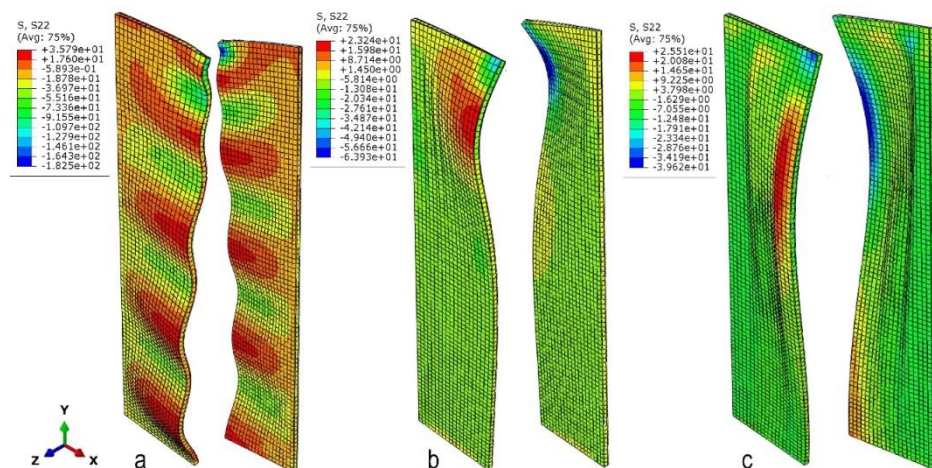 S, S22
(Avg: 75%)
+3.579e+01
+1.760e+01
-5.893e-01
-1.878e+01
-3.697e+01
-5.516e+01
-7.336e+01
-9.155e+01
-1.097e+02
-1.279e+02
-1.461e+02
-1.643e+02
-1.825e+02
S, S22
(Avg: 75%)
+2.324e+01
+1.598e+01
+8.714e+00
+1.450e+00
-5.814e+00
-1.308e+01
-2.034e+01
-2.761e+01
-3.487e+01
-4.214e+01
-4.940e+01
-5.666e+01
-6.393e+01
S, S22
(Avg: 75%)
+2.551e+01
+2.008e+01
+1.465e+01
+9.225e+00
+3.798e+00
-1.629e+00
-7.055e+00
-1.248e+01
-1.791e+01
-2.334e+01
-2.876e+01
-3.419e+01
-3.962e+01
Y
Z X
a
b
c